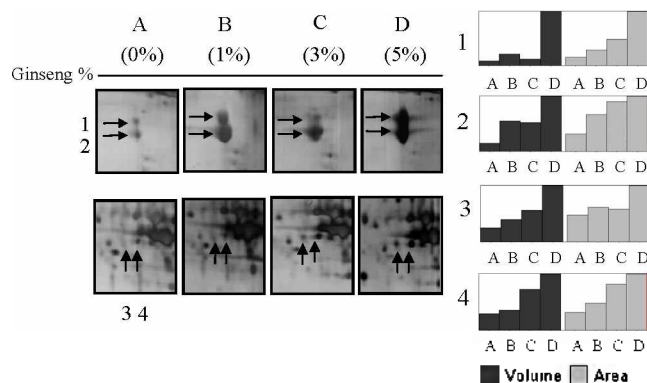 A B C D
(0%) (1%) (3%) (5%)
Ginseng %
1
2
3 4
1
A B C D A B C D
2
A B C D A B C D
3
A B C D A B C D
4
A B C D A B C D
Volume Area